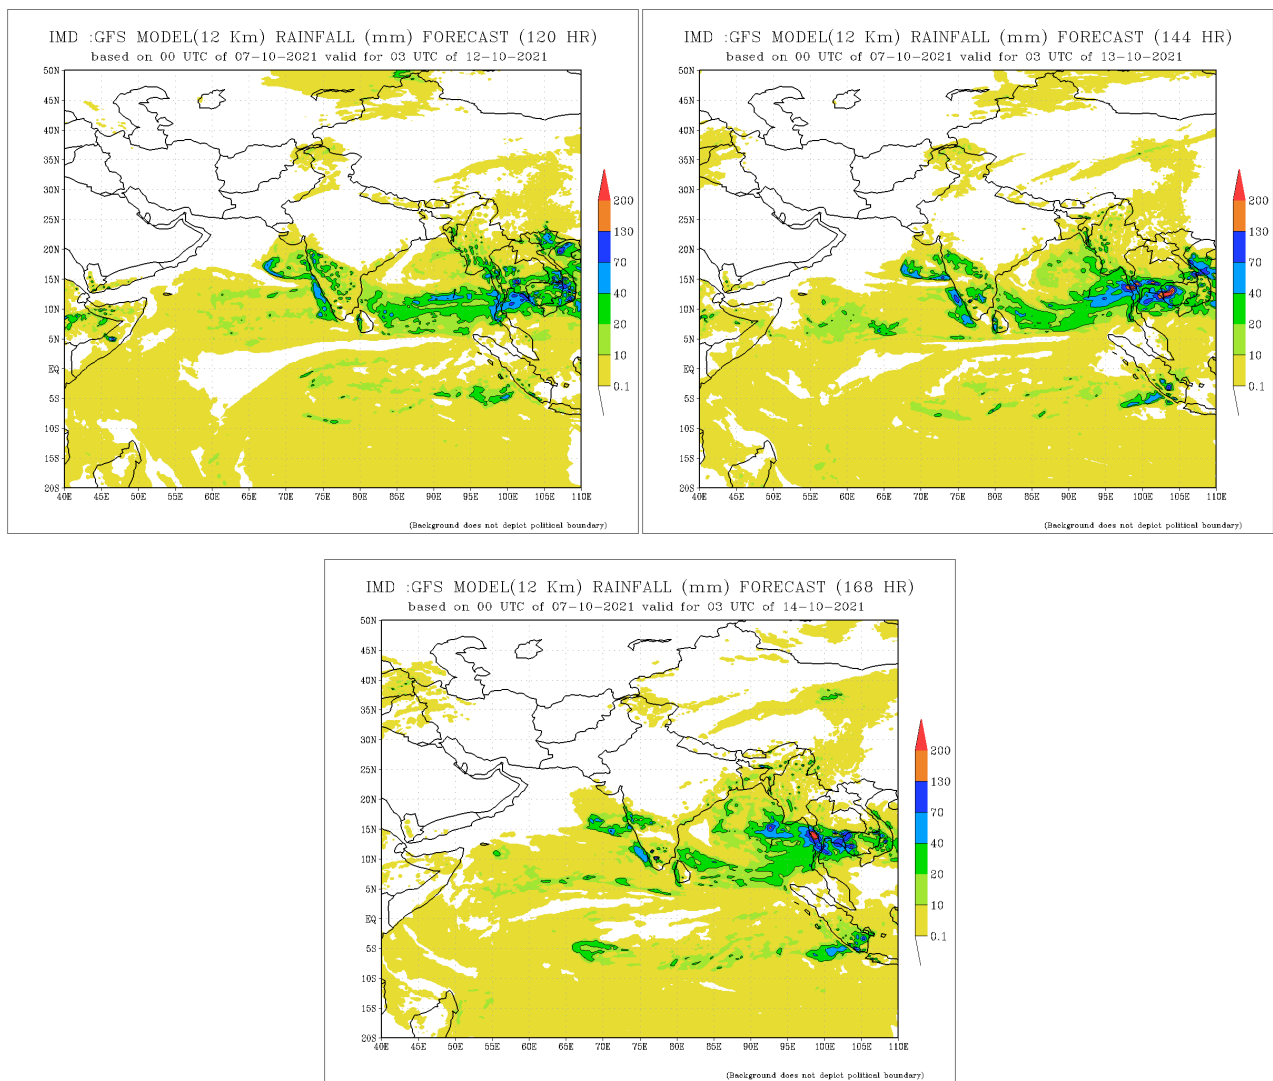 IMD :GFS MODEL(12 Km) RAINFALL (mm) FORECAST (120 HR)
based on 00 UTC of 07-10-2021 valid for 03 UTC of 12-10-2021
50N
45N
40N
35N
30N
25N
20N
15N
10N
5N
EQ
5S
10S
15S
20S
40E 45E 50E 55E 60E 65E 70E 75E 80E 85E 90E 95E 100E 105E 110E
200
130
70
40
20
10
0.1
(Background does not depict political boundary)
IMD :GFS MODEL(12 Km) RAINFALL (mm) FORECAST (144 HR)
based on 00 UTC of 07-10-2021 valid for 03 UTC of 13-10-2021
50N
45N
40N
35N
30N
25N
20N
15N
10N
5N
EQ
5S
10S
15S
20S
40E 45E 50E 55E 60E 65E 70E 75E 80E 85E 90E 95E 100E 105E 110E
200
130
70
40
20
10
0.1
(Background does not depict political boundary)
IMD :GFS MODEL(12 Km) RAINFALL (mm) FORECAST (168 HR)
based on 00 UTC of 07-10-2021 valid for 03 UTC of 14-10-2021
50N
45N
40N
35N
30N
25N
20N
15N
10N
5N
EQ
5S
10S
15S
20S
40E 45E 50E 55E 60E 65E 70E 75E 80E 85E 90E 95E 100E 105E 110E
200
130
70
40
20
10
0.1
(Background does not depict political boundary)